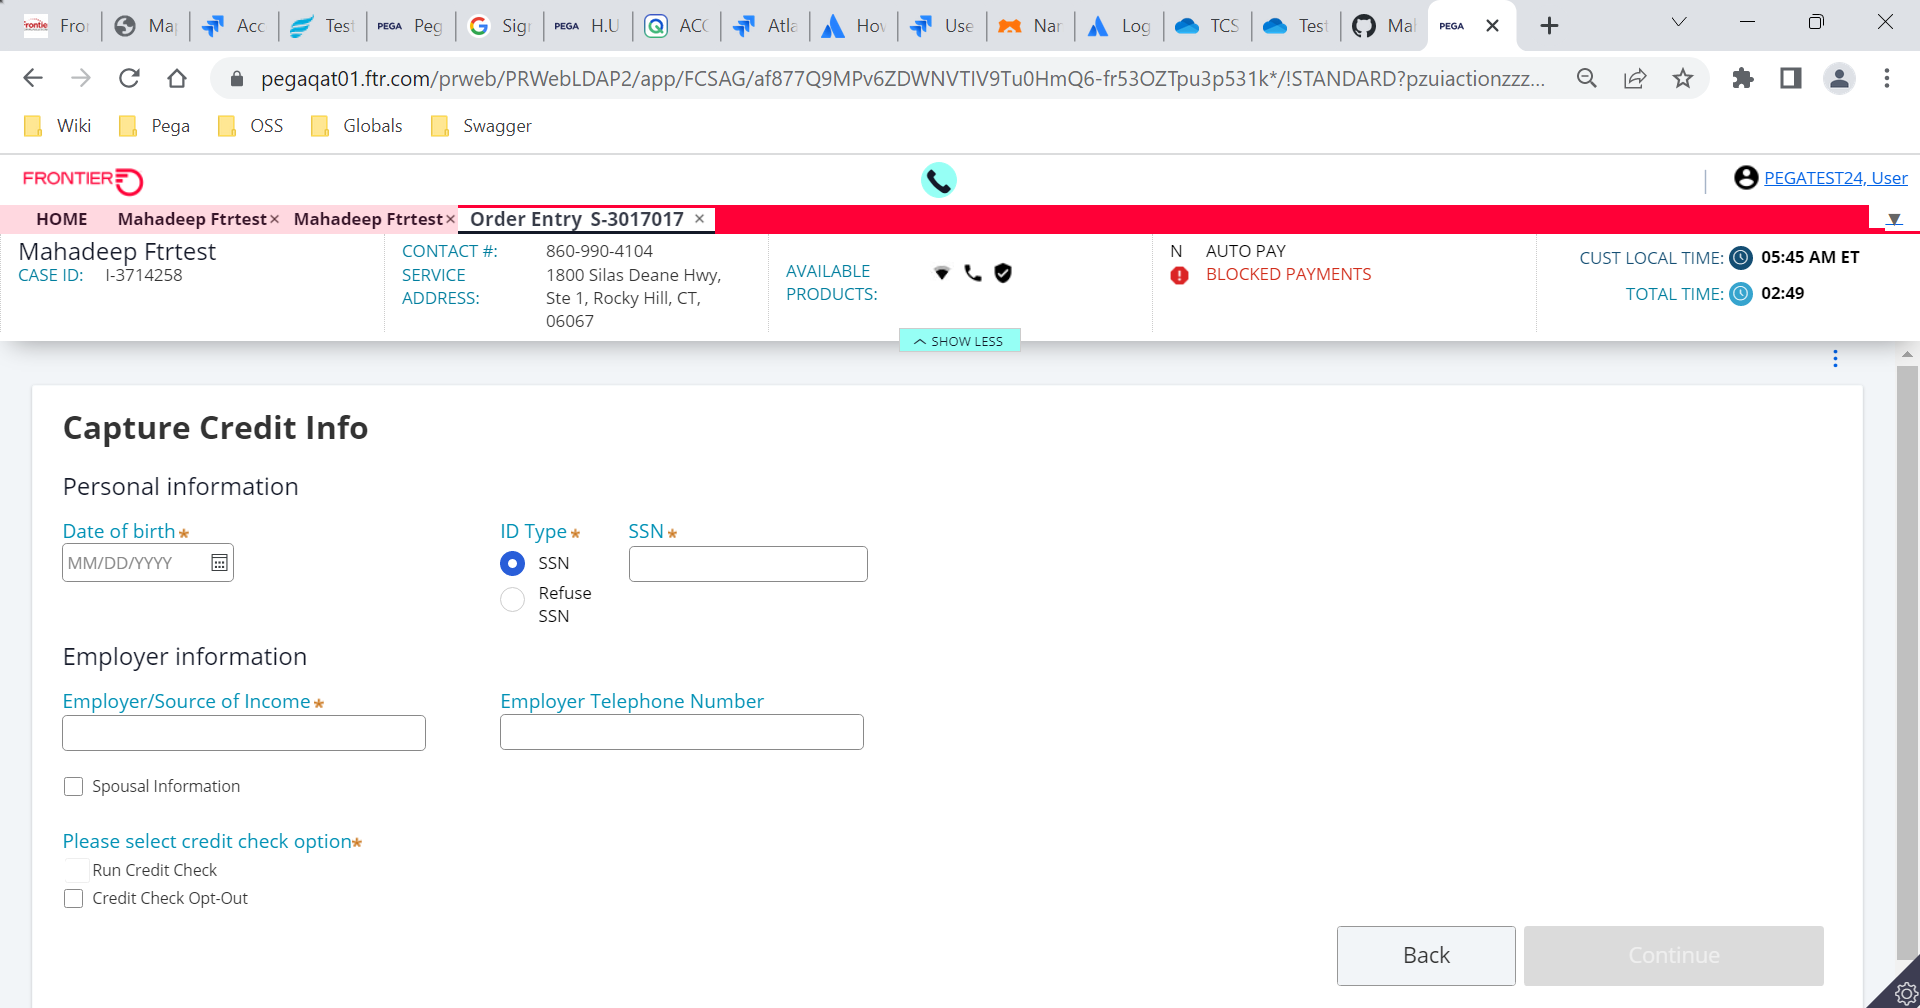 Fro
Ma
Acc
Test
PEGA Peg
Sig
PEGA H.U
ACC
Atla
How
Use
Nar
Log
TCS
Test
Ma
PEGA
pegaqat01.ftr.com/prweb/PRWebLDAP2/app/FCSAG/af877Q9MPv6ZDWNVTIV9Tu0HmQ6-fr53OZTpu3p531k*/!STANDARD?pzuiactionzzz...
Wiki Pega OSS Globals Swagger
FRONTIER
PEGATEST24, User
HOME Mahadeep Ftrtest× Mahadeep Ftrtest× Order Entry S-3017017 ×
Mahadeep Ftrtest
CASE ID: I-3714258
CONTACT #: 860-990-4104
SERVICE ADDRESS: 1800 Silas Deane Hwy,
Ste 1, Rocky Hill, CT,
06067
AVAILABLE
PRODUCTS:
N AUTO PAY
BLOCKED PAYMENTS
CUST LOCAL TIME: 05:45 AM ET
TOTAL TIME: 02:49
SHOW LESS
Capture Credit Info
Personal information
Date of birth* ID Type* SSN*
MM/DD/YYYY
SSN
Refuse
SSN
Employer information
Employer/Source of Income* Employer Telephone Number
Spousal Information
Please select credit check option*
Run Credit Check
Credit Check Opt-Out
Back Continue